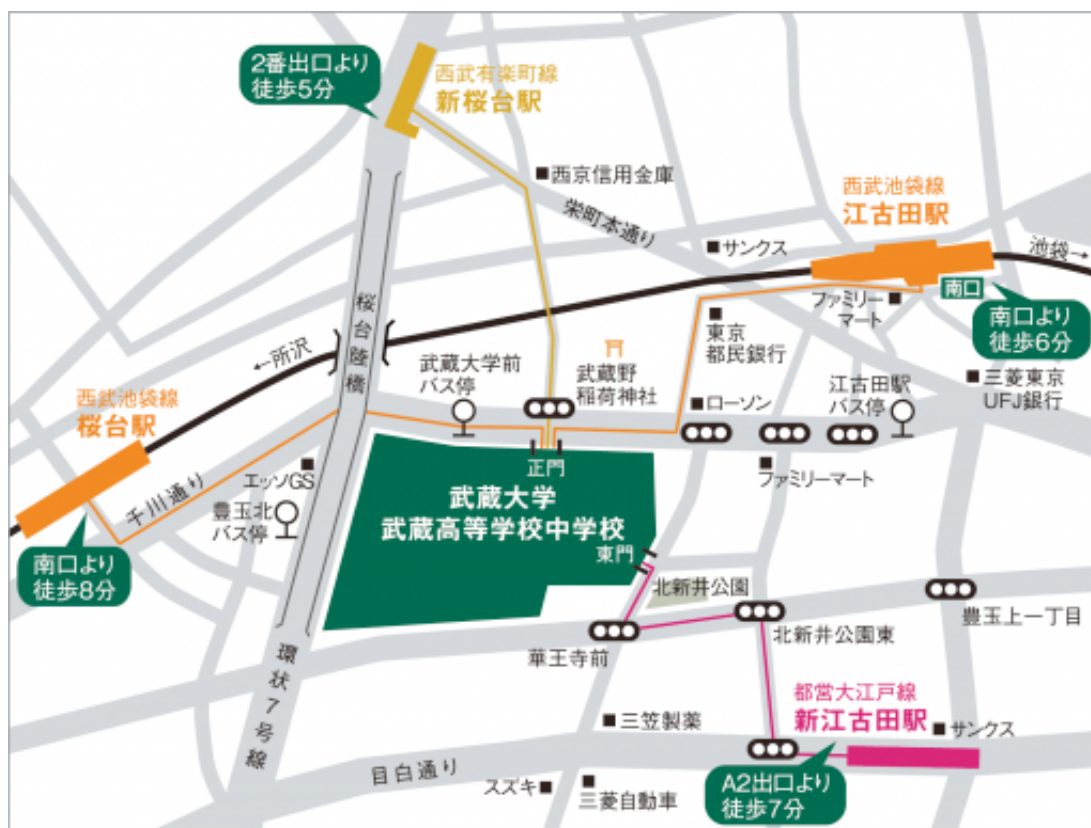 2番出口より
徒歩5分
西武有楽町線
新桜台駅
■西京信用金庫
栄町本通り
西武池袋線
江古田駅
■サンクス
池袋→
南口
ファミリー■
マート
南口より
徒歩6分
桜台陸橋
←所沢
武蔵大学前
バス停
武蔵野
稲荷神社
■
東京
都民銀行
■ローソン
江古田駅
バス停
■三菱東京
UFJ銀行
西武池袋線
桜台駅
千川通り
■
エッソGS
豊玉北
バス停
正門
武蔵大学
武蔵高等学校中学校
東門
■
ファミリーマート
南口より
徒歩8分
北新井公園
華王寺前
北新井公園東
豊玉上一丁目
環状7号線
都営大江戸線
新江古田駅
■サンクス
■三笠製薬
目白通り
スズキ■
■
三菱自動車
A2出口より
徒歩7分